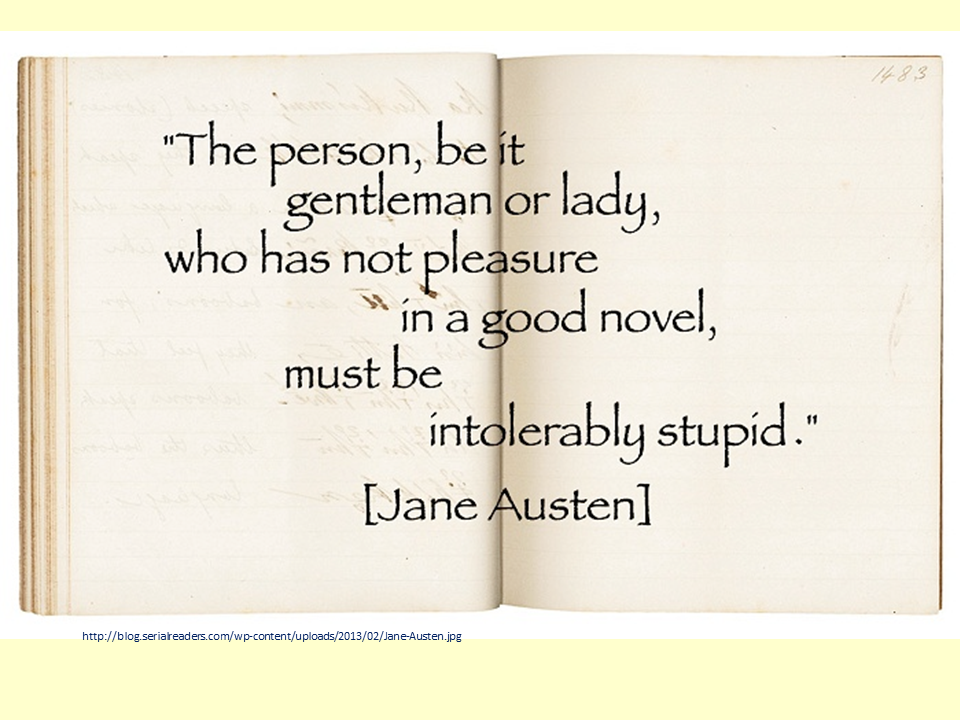 1483
"The person, be it
gentleman or lady,
who has not pleasure
in a good novel,
must be
intolerably stupid."
[Jane Austen]
http://blog.serialreaders.com/wp-content/uploads/2013/02/Jane-Austen.jpg